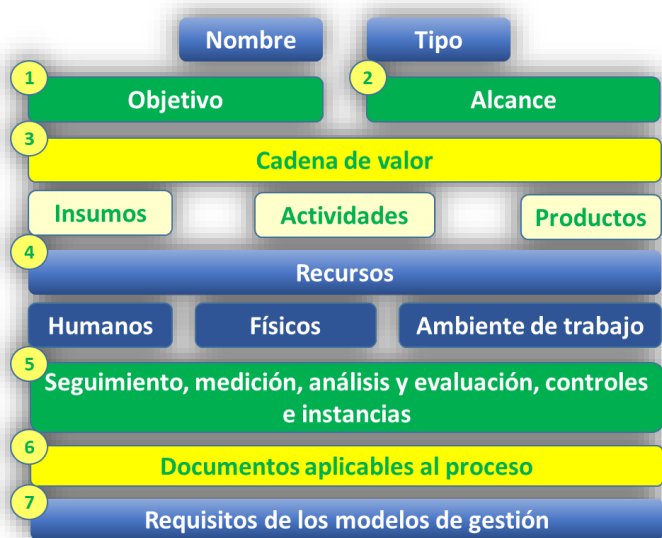 Nombre
Tipo
1
Objetivo
2
Alcance
3
Cadena de valor
Insumos
Actividades
Productos
4
Recursos
Humanos
Físicos
Ambiente de trabajo
5
Seguimiento, medición, análisis y evaluación, controles
e instancias
6
Documentos aplicables al proceso
7
Requisitos de los modelos de gestión